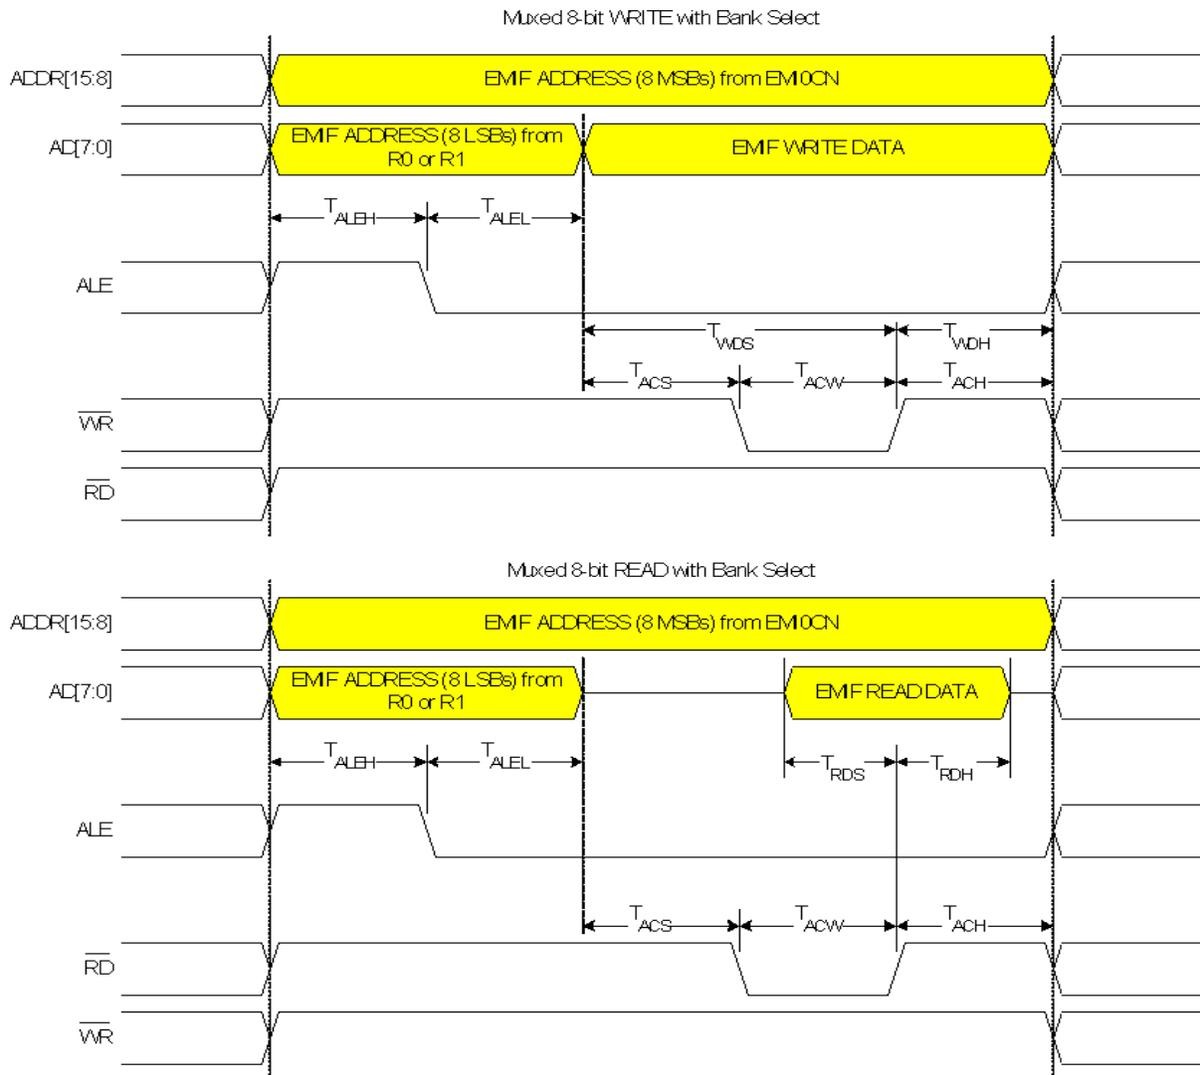 Muxed 8-bit WRITE with Bank Select
ADDR[15:8]
EMIF ADDRESS (8 MSBs) from EMI0CN
AD[7:0]
EMIF ADDRESS (8 LSBs) from
R0 or R1
EMIF WRITE DATA
TALEH
TALEL
ALE
TWDS
TWDH
TACS
TACW
TACH
WR
RD
Muxed 8-bit READ with Bank Select
ADDR[15:8]
EMIF ADDRESS (8 MSBs) from EMI0CN
AD[7:0]
EMIF ADDRESS (8 LSBs) from
R0 or R1
EMIF READ DATA
TALEH
TALEL
TRDS
TRDH
ALE
TACS
TACW
TACH
RD
WR